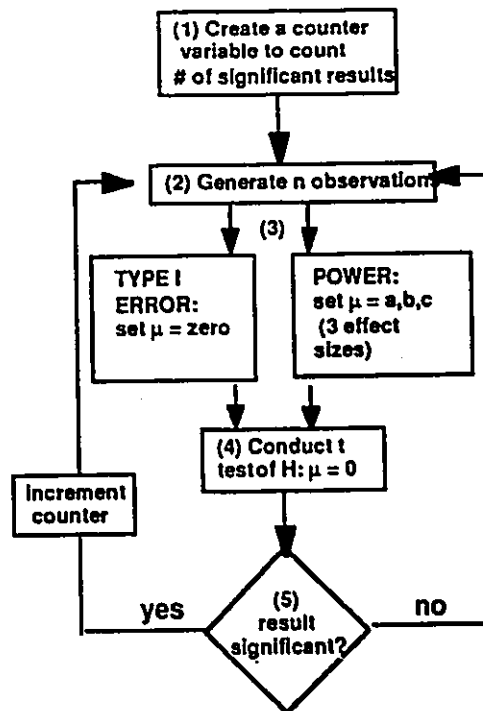 (1) Create a counter
variable to count
# of significant results
(2) Generate n observations
(3)
TYPE I
ERROR:
set μ = zero
POWER:
set μ = a,b,c
(3 effect
sizes)
(4) Conduct t
testof H: μ = 0
increment
counter
yes
(5)
result
significant?
no